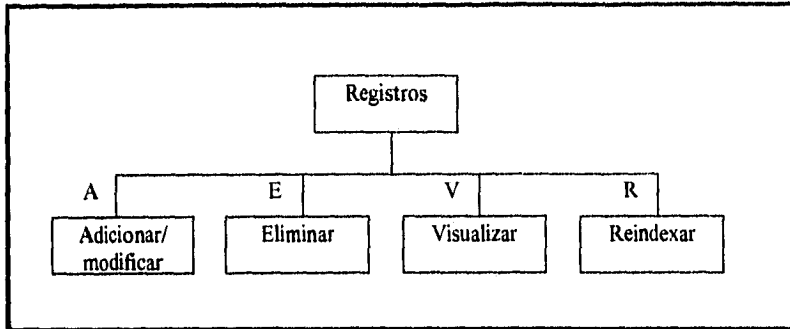 Registros
A
E
V
R
Adicionar/
modificar
Eliminar
Visualizar
Reindexar